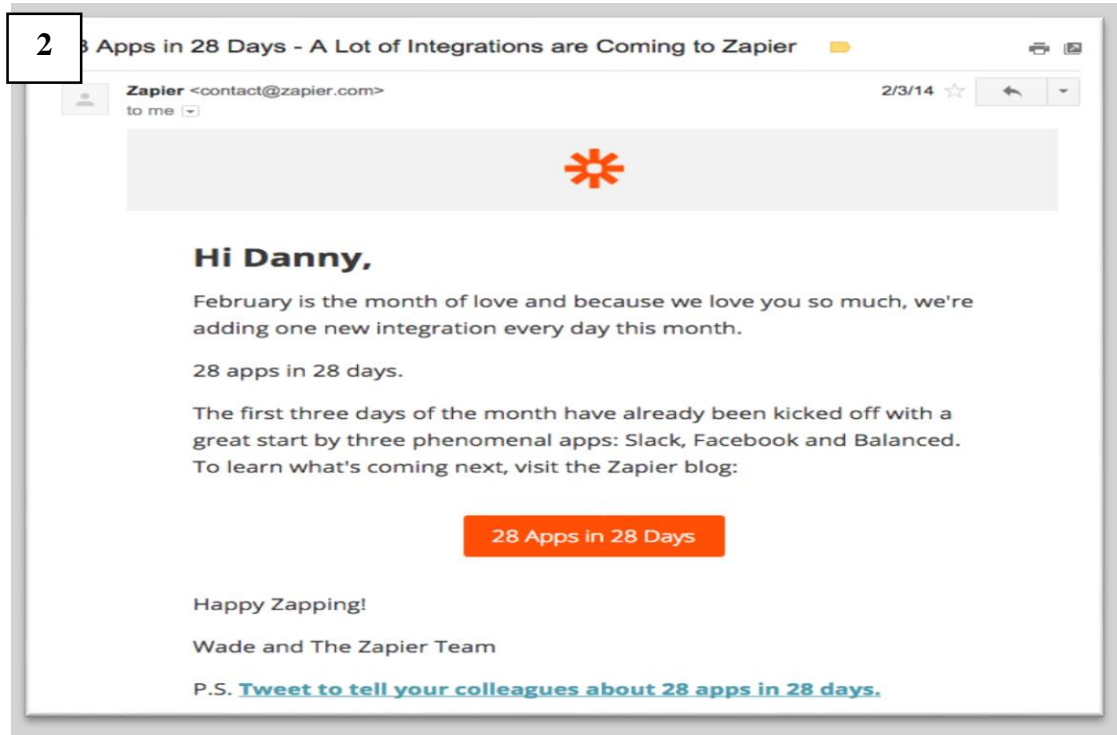 2
8 Apps in 28 Days - A Lot of Integrations are Coming to Zapier
Zapier <contact@zapier.com>
2/3/14
to me
Hi Danny,
February is the month of love and because we love you so much, we're
adding one new integration every day this month.
28 apps in 28 days.
The first three days of the month have already been kicked off with a
great start by three phenomenal apps: Slack, Facebook and Balanced.
To learn what's coming next, visit the Zapier blog:
28 Apps in 28 Days
Happy Zapping!
Wade and The Zapier Team
P.S. Tweet to tell your colleagues about 28 apps in 28 days.